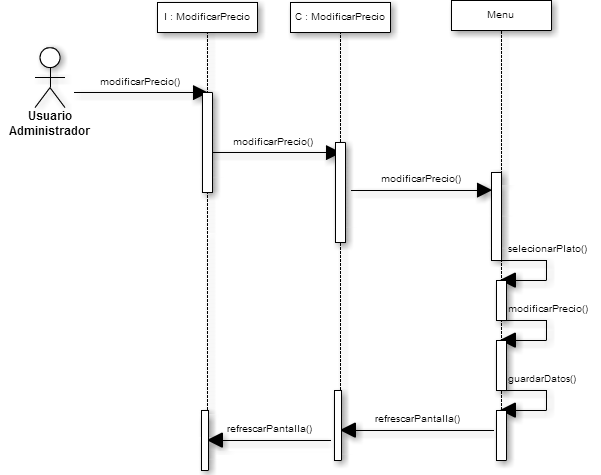 I : ModificarPrecio
C : ModificarPrecio
Menu
modificarPrecio()
Usuario
Administrador
modificarPrecio()
modificarPrecio()
selecionarPlato()
modificarPrecio()
guardarDatos()
refrescarPantalla()
refrescarPantalla()